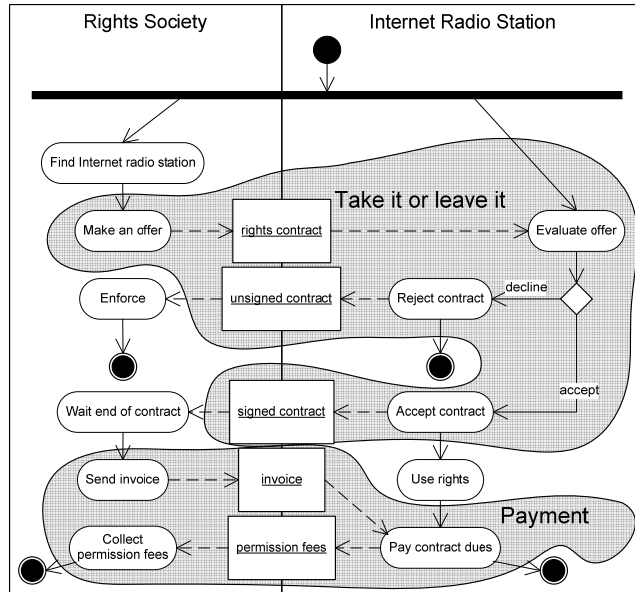 Rights Society
Internet Radio Station
Find Internet radio station
Take it or leave it
Make an offer
rights contract
Evaluate offer
Enforce
unsigned contract
Reject contract
decline
accept
Wait end of contract
signed contract
Accept contract
Send invoice
invoice
Use rights
Payment
Collect
permission fees
permission fees
Pay contract dues